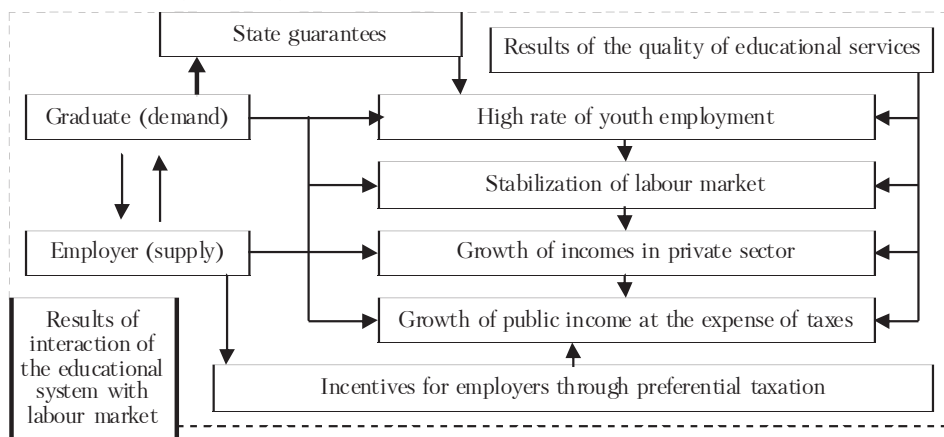 State guarantees
Results of the quality of educational services
Graduate (demand)
High rate of youth employment
Stabilization of labour market
Employer (supply)
Growth of incomes in private sector
Results of
interaction of
the educational
system with
labour market
Growth of public income at the expense of taxes
Incentives for employers through preferential taxation